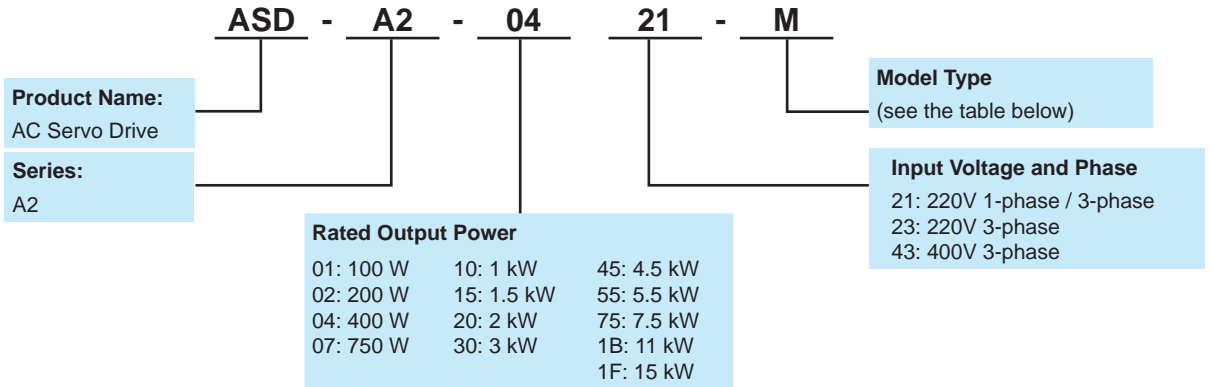 ASD - A2 - 04 21 - M
Product Name:
AC Servo Drive
Series:
A2
Rated Output Power
01: 100 W 10: 1 kW 45: 4.5 kW
02: 200 W 15: 1.5 kW 55: 5.5 kW
04: 400 W 20: 2 kW 75: 7.5 kW
07: 750 W 30: 3 kW 1B: 11 kW
1F: 15 kW
Model Type
(see the table below)
Input Voltage and Phase
21: 220V 1-phase / 3-phase
23: 220V 3-phase
43: 400V 3-phase